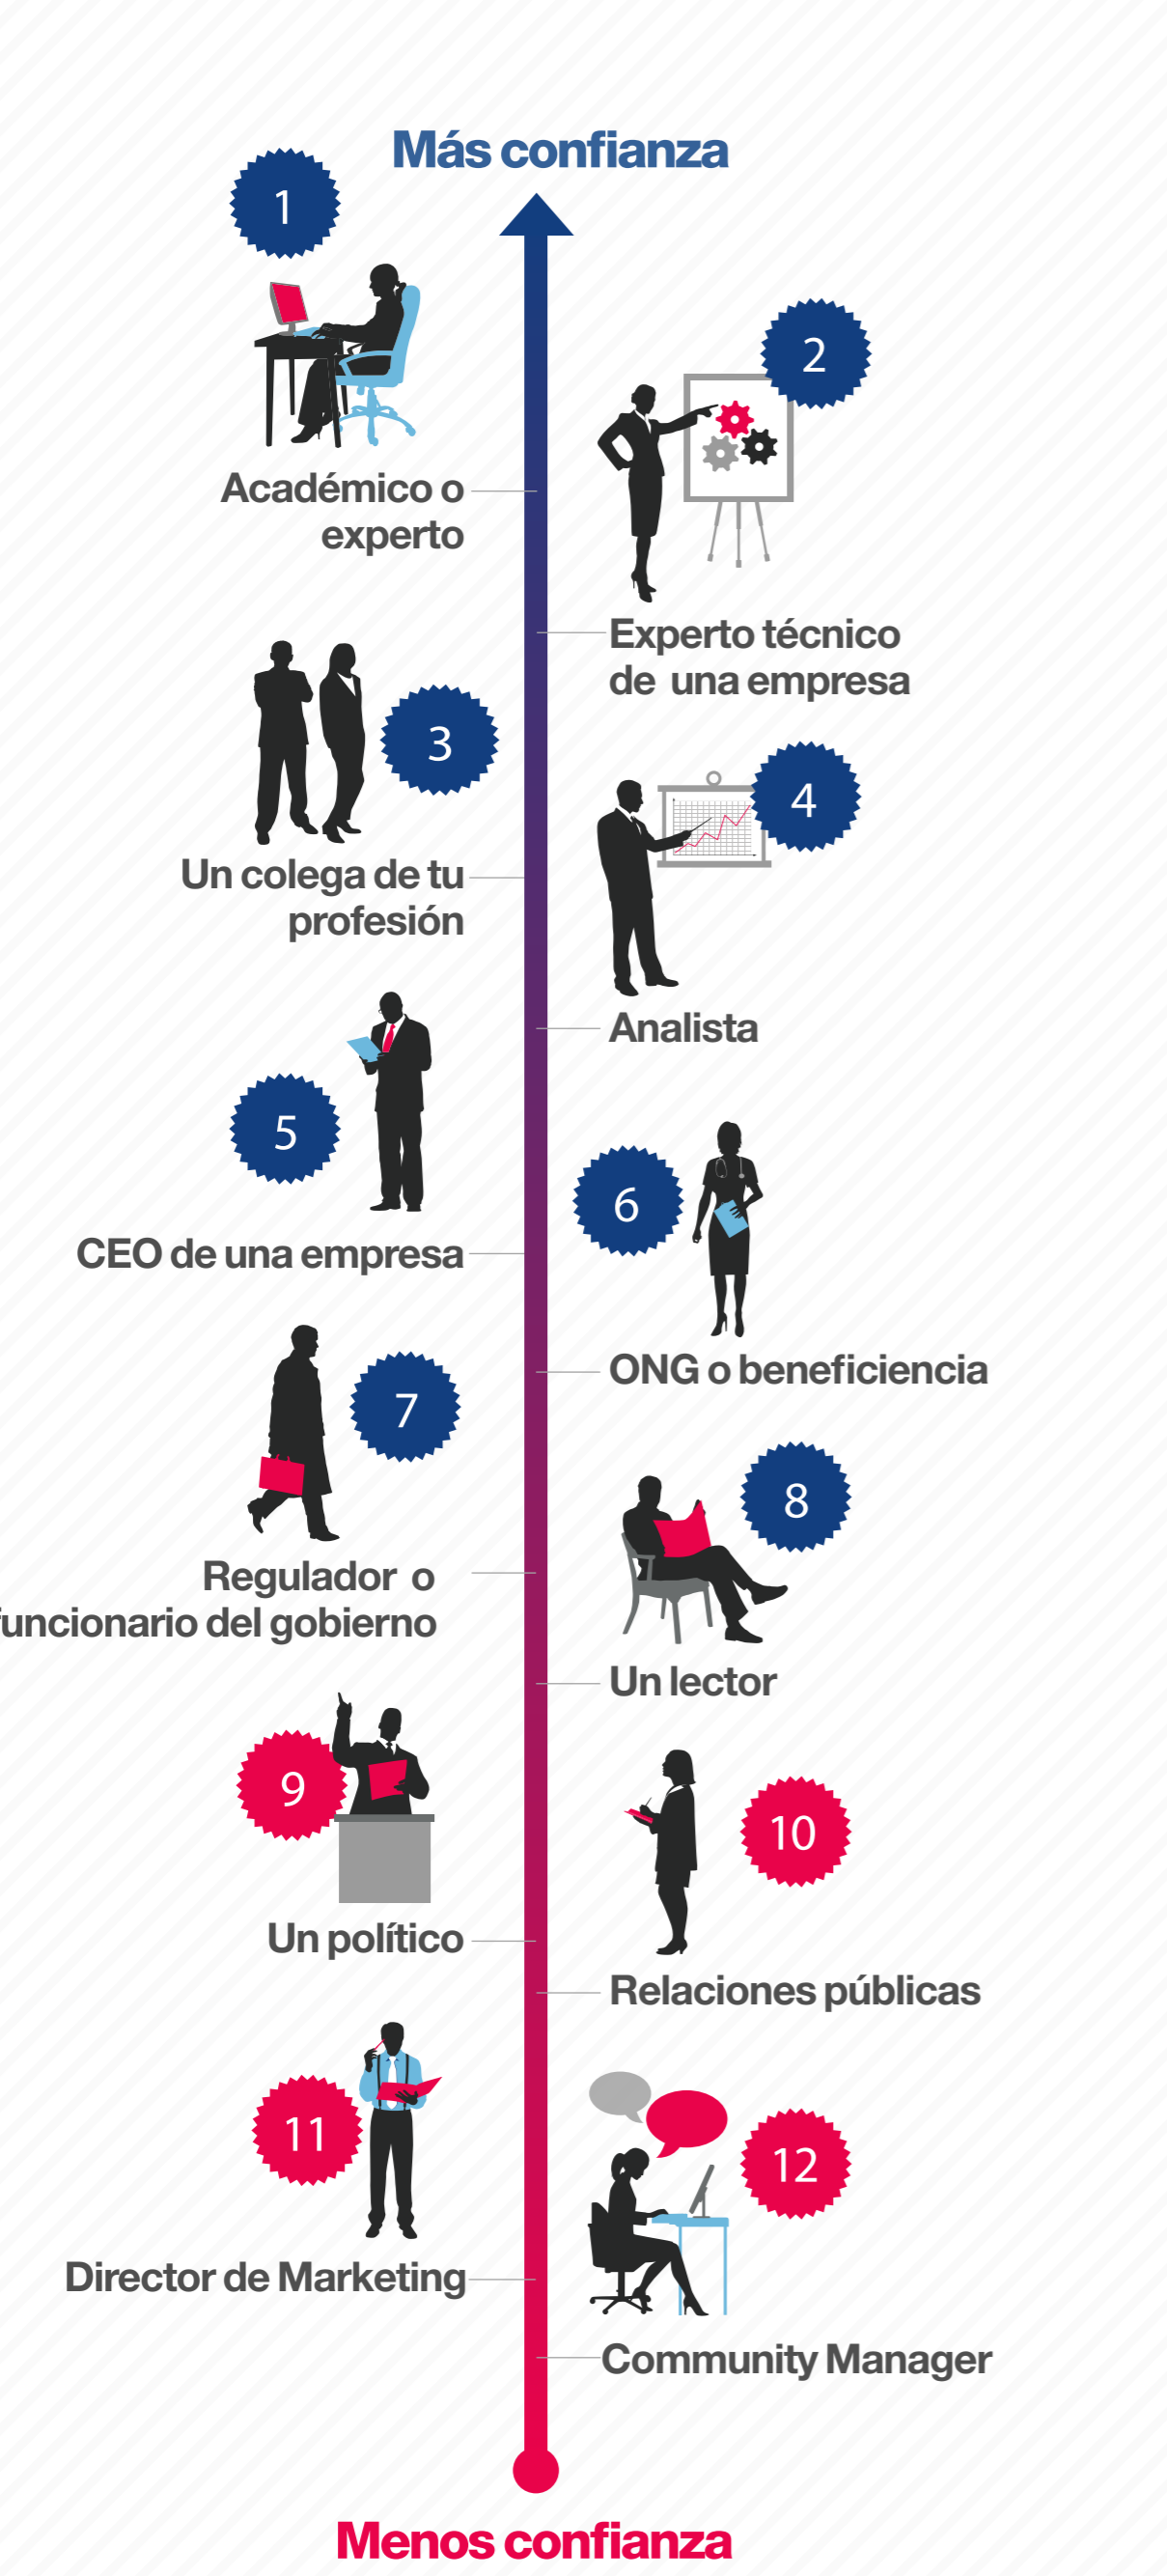 Más confianza
1
Académico o
experto
2
Experto técnico
de una empresa
3
Un colega de tu
profesión
4
Analista
5
CEO de una empresa
6
ONG o beneficiencia
7
Regulador o
funcionario del gobierno
8
Un lector
9
Un político
10
Relaciones públicas
11
Director de Marketing
12
Community Manager
Menos confianza